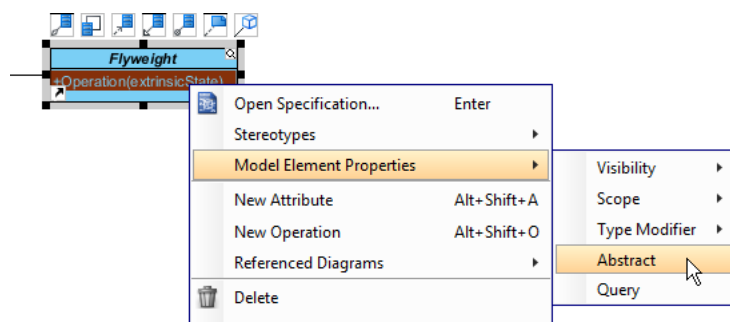 Flyweight
+Operation(extrinsicState)
Open Specification... Enter
Stereotypes
Model Element Properties
New Attribute Alt+Shift+A
New Operation Alt+Shift+O
Referenced Diagrams
Delete
Visibility
Scope
Type Modifier
Abstract
Query